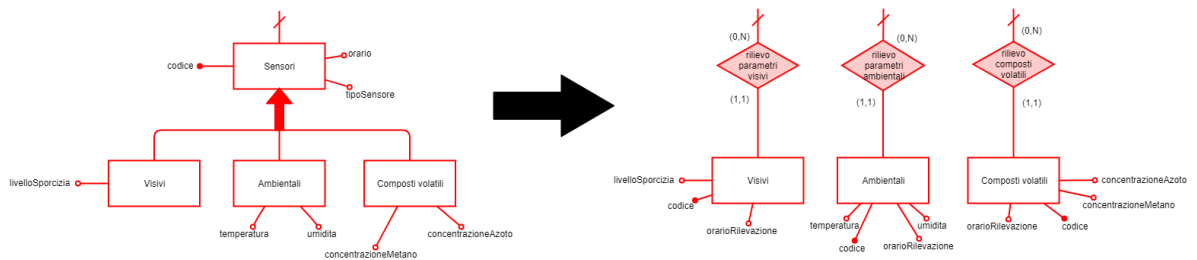 Sensori
orario
codice
tipoSensore
livelloSporcizia
Visivi
Ambientali
Composti volatili
temperatura
umidita
concentrazioneAzoto
concentrazioneMetano
(0,N)
rilievo
parametri
visivi
(1,1)
(0,N)
rilievo
parametri
ambientali
(1,1)
(0,N)
rilievo
composti
volatili
(1,1)
livelloSporcizia
Visivi
codice
orarioRilevazione
Ambientali
temperatura
umidita
codice
orarioRilevazione
Composti volatili
concentrazioneAzoto
concentrazioneMetano
orarioRilevazione
codice